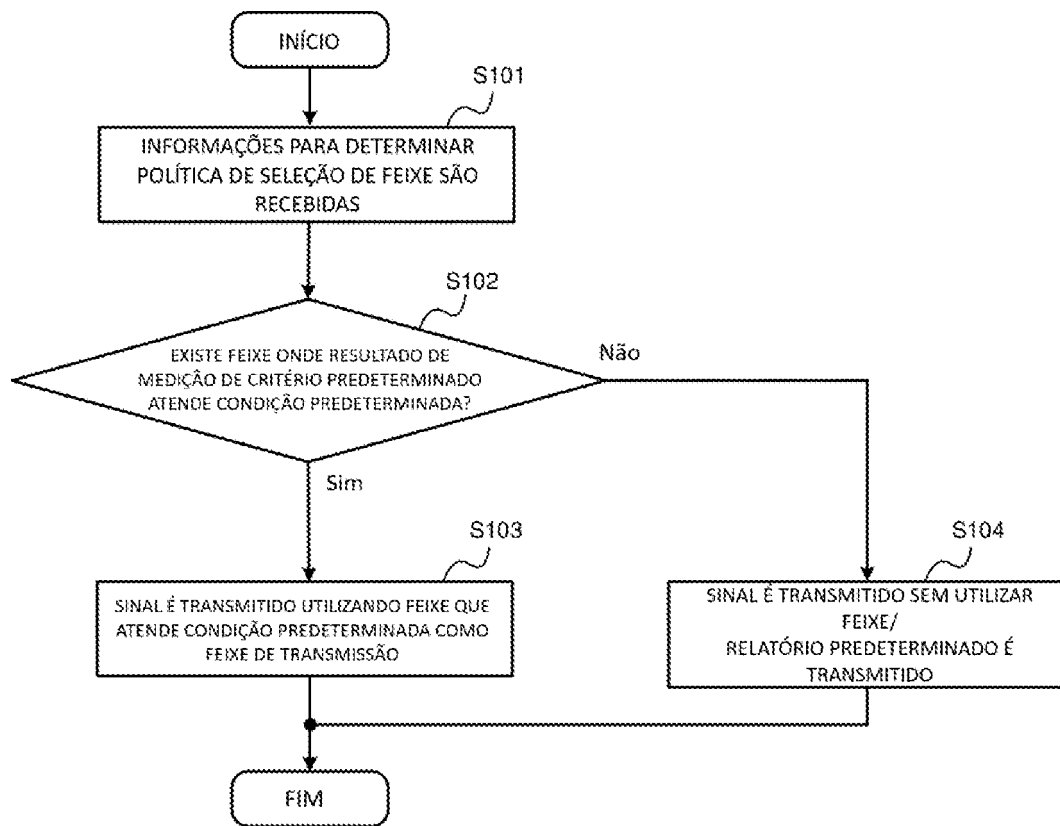 INÍCIO
S101
INFORMAÇÕES PARA DETERMINAR
POLÍTICA DE SELEÇÃO DE FEIXE SÃO
RECEBIDAS
S102
EXISTE FEIXE ONDE RESULTADO DE
MEDIÇÃO DE CRITÉRIO PREDETERMINADO
ATENDE CONDIÇÃO PREDETERMINADA?
Não
Sim
S103
SINAL É TRANSMITIDO UTILIZANDO FEIXE QUE
ATENDE CONDIÇÃO PREDETERMINADA COMO
FEIXE DE TRANSMISSÃO
S104
SINAL É TRANSMITIDO SEM UTILIZAR
FEIXE/
RELATÓRIO PREDETERMINADO É
TRANSMITIDO
FIM